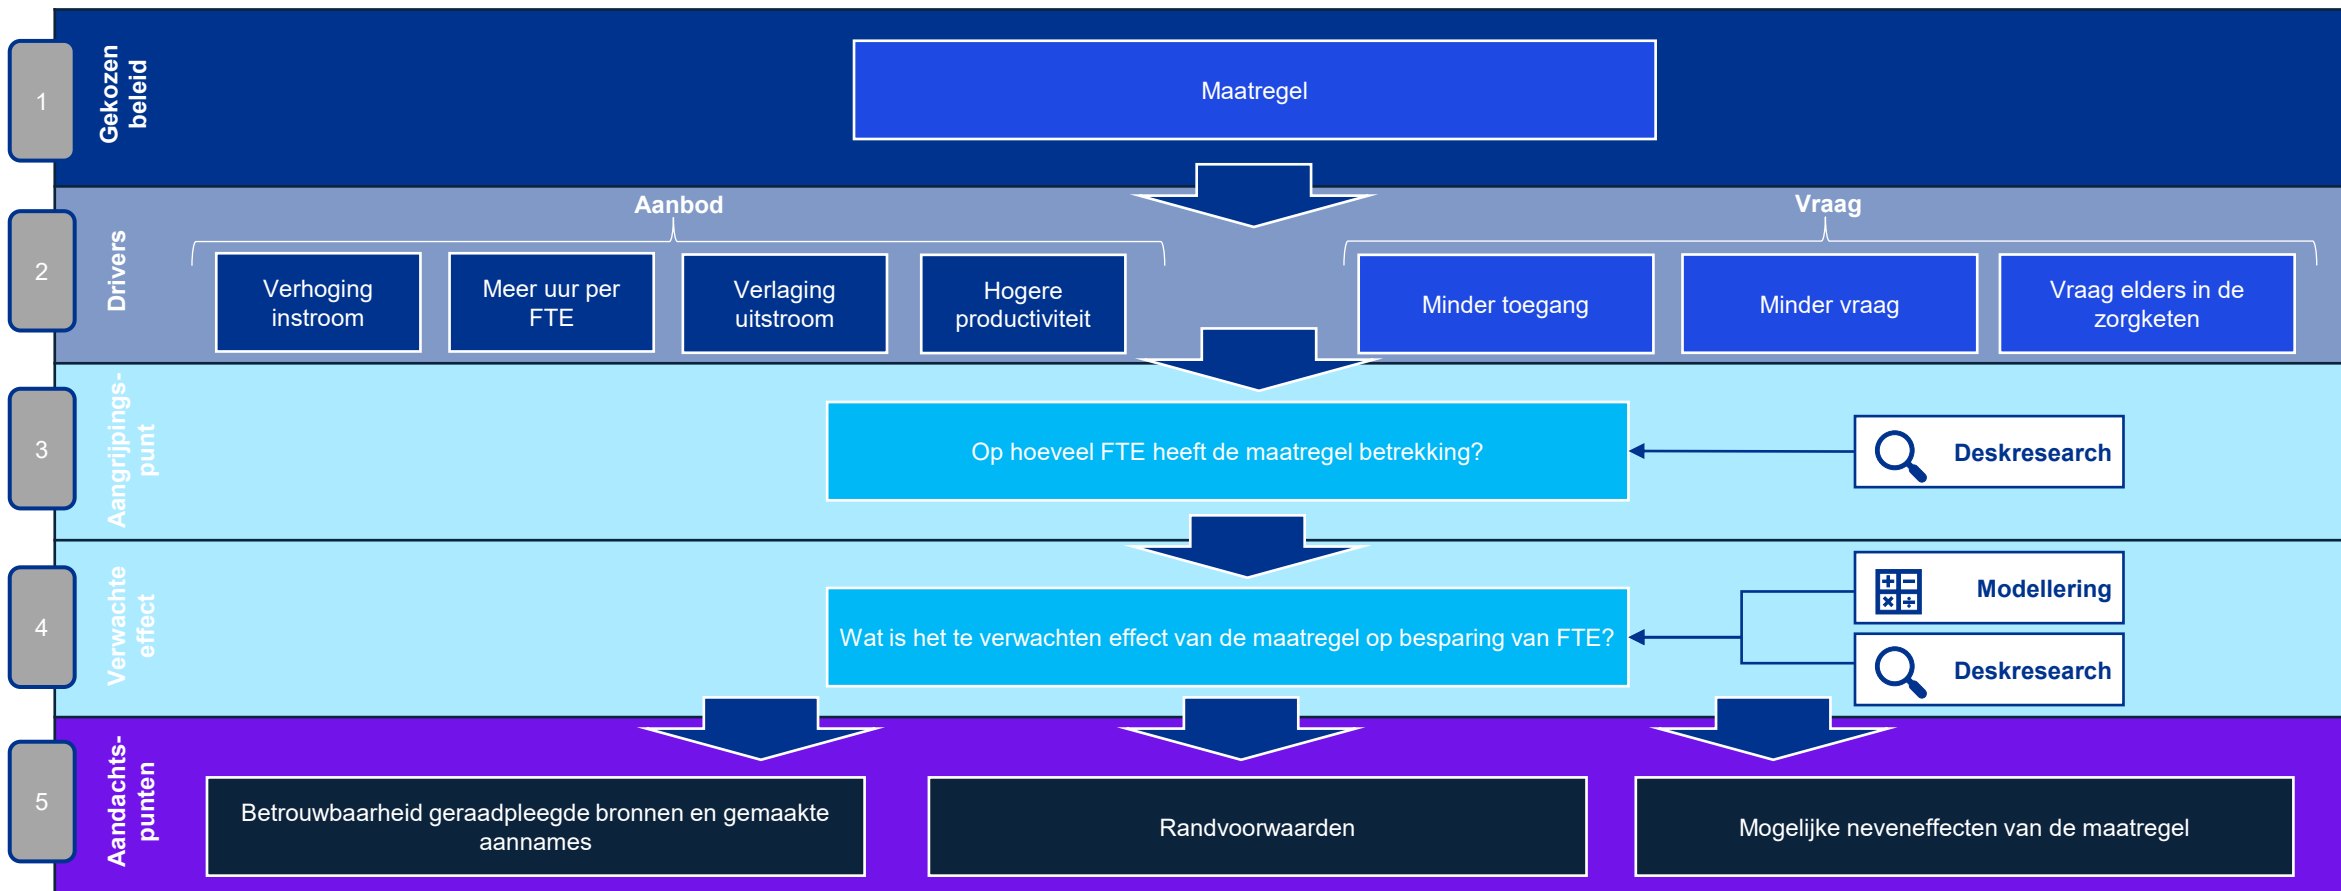 1
Gekozen
beleid
Maatregel
2
Drivers
Aanbod
Verhoging
instroom
Meer uur per
FTE
Verlaging
uitstroom
Hogere
productiviteit
Vraag
Minder toegang
Minder vraag
Vraag elders in de
zorgketen
3
Aangrijpings-
punt
Op hoeveel FTE heeft de maatregel betrekking?
Deskresearch
4
Verwachte
effect
Wat is het te verwachten effect van de maatregel op besparing van FTE?
Modellering
Deskresearch
5
Aandachts-
punten
Betrouwbaarheid geraadpleegde bronnen en gemaakte
aannames
Randvoorwaarden
Mogelijke neveneffecten van de maatregel